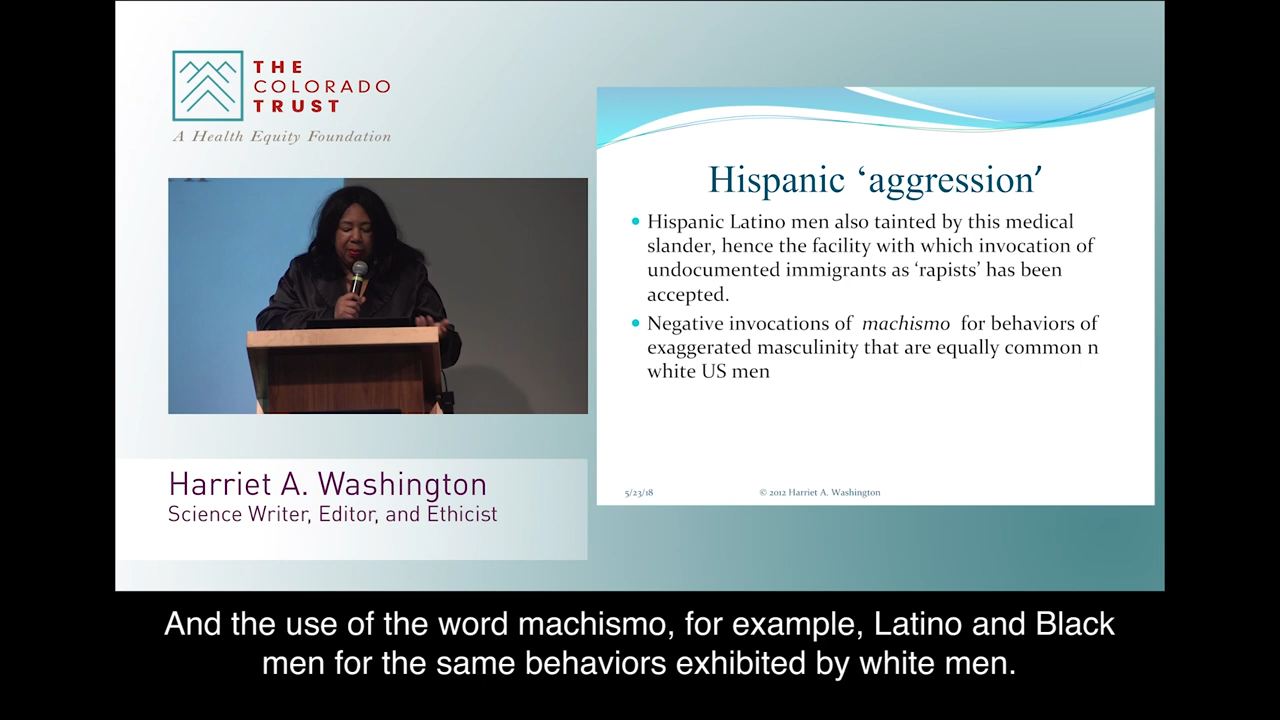 THE
COLORADO
TRUST
A Health Equity Foundation
Hispanic ‘aggression’
• Hispanic Latino men also tainted by this medical
slander, hence the facility with which invocation of
undocumented immigrants as ‘rapists’ has been
accepted.
• Negative invocations of machismo for behaviors of
exaggerated masculinity that are equally common n
white US men
5/23/18
© 2012 Harriet A. Washington
Harriet A. Washington
Science Writer, Editor, and Ethicist
And the use of the word machismo, for example, Latino and Black
men for the same behaviors exhibited by white men.